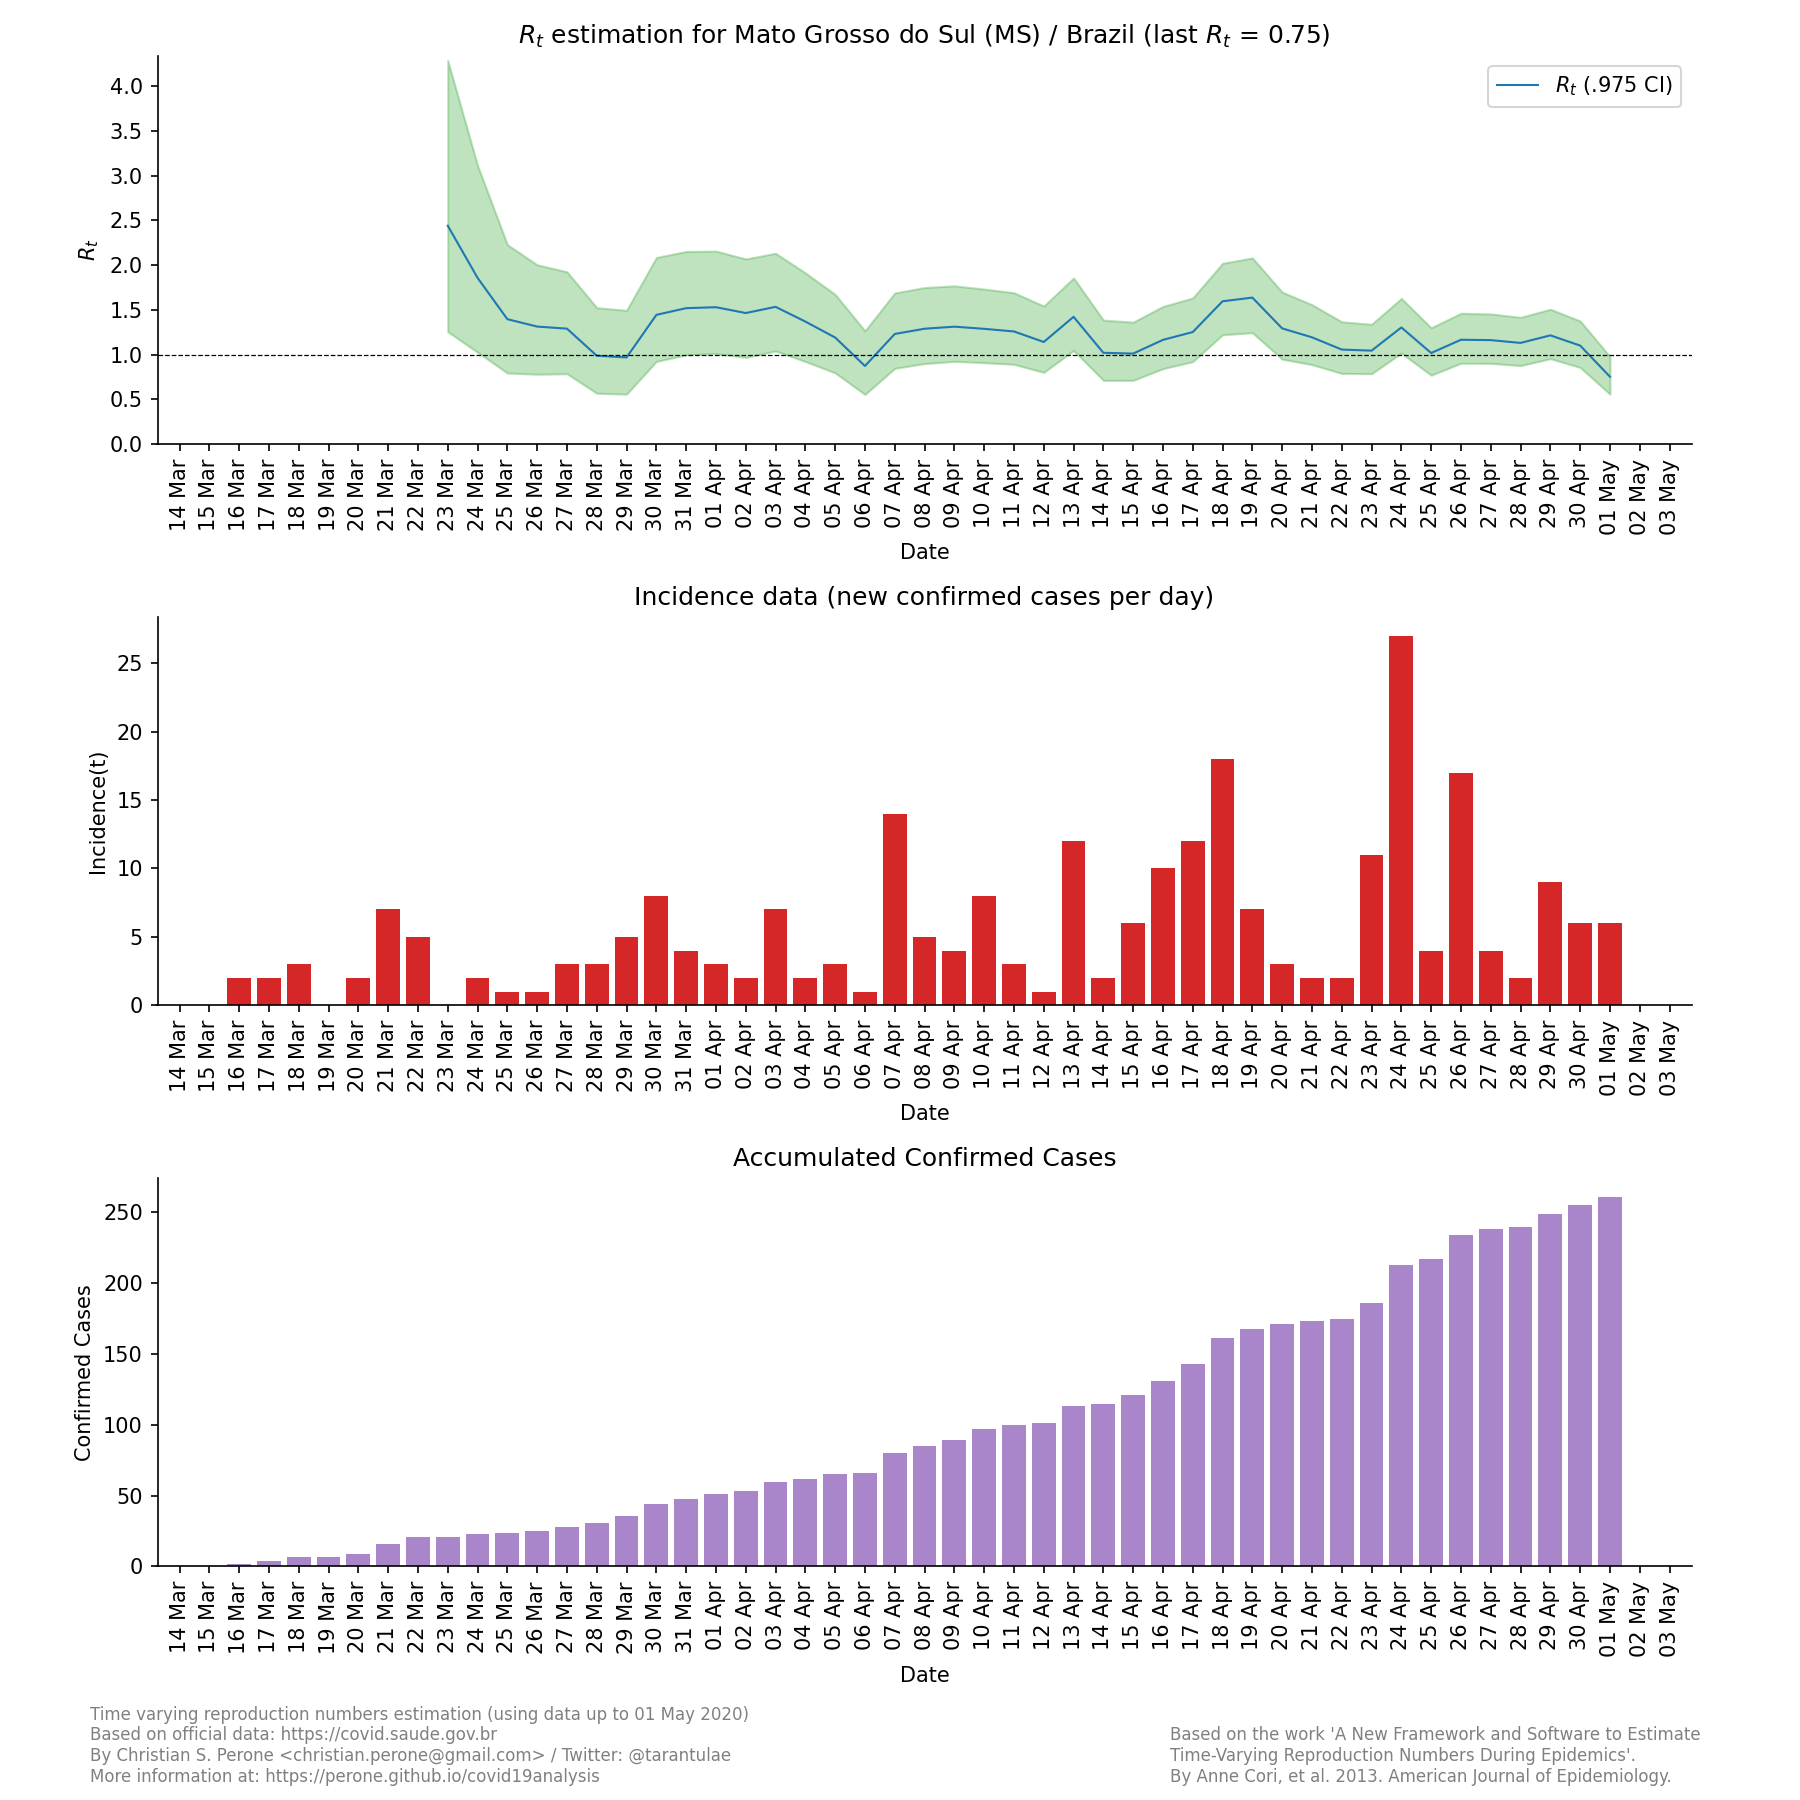 Rt estimation for Mato Grosso do Sul (MS) / Brazil (last Rt = 0.75)
Rt (.975 CI)
Rt
4.0
3.5
3.0
2.5
2.0
1.5
1.0
0.5
0.0
14 Mar 15 Mar 16 Mar 17 Mar 18 Mar 19 Mar 20 Mar 21 Mar 22 Mar 23 Mar 24 Mar 25 Mar 26 Mar 27 Mar 28 Mar 29 Mar 30 Mar 31 Mar 01 Apr 02 Apr 03 Apr 04 Apr 05 Apr 06 Apr 07 Apr 08 Apr 09 Apr 10 Apr 11 Apr 12 Apr 13 Apr 14 Apr 15 Apr 16 Apr 17 Apr 18 Apr 19 Apr 20 Apr 21 Apr 22 Apr 23 Apr 24 Apr 25 Apr 26 Apr 27 Apr 28 Apr 29 Apr 30 Apr 01 May 02 May 03 May
Date
Incidence data (new confirmed cases per day)
Incidence(t)
25
20
15
10
5
0
14 Mar 15 Mar 16 Mar 17 Mar 18 Mar 19 Mar 20 Mar 21 Mar 22 Mar 23 Mar 24 Mar 25 Mar 26 Mar 27 Mar 28 Mar 29 Mar 30 Mar 31 Mar 01 Apr 02 Apr 03 Apr 04 Apr 05 Apr 06 Apr 07 Apr 08 Apr 09 Apr 10 Apr 11 Apr 12 Apr 13 Apr 14 Apr 15 Apr 16 Apr 17 Apr 18 Apr 19 Apr 20 Apr 21 Apr 22 Apr 23 Apr 24 Apr 25 Apr 26 Apr 27 Apr 28 Apr 29 Apr 30 Apr 01 May 02 May 03 May
Date
Accumulated Confirmed Cases
Confirmed Cases
250
200
150
100
50
0
14 Mar 15 Mar 16 Mar 17 Mar 18 Mar 19 Mar 20 Mar 21 Mar 22 Mar 23 Mar 24 Mar 25 Mar 26 Mar 27 Mar 28 Mar 29 Mar 30 Mar 31 Mar 01 Apr 02 Apr 03 Apr 04 Apr 05 Apr 06 Apr 07 Apr 08 Apr 09 Apr 10 Apr 11 Apr 12 Apr 13 Apr 14 Apr 15 Apr 16 Apr 17 Apr 18 Apr 19 Apr 20 Apr 21 Apr 22 Apr 23 Apr 24 Apr 25 Apr 26 Apr 27 Apr 28 Apr 29 Apr 30 Apr 01 May 02 May 03 May
Date
Time varying reproduction numbers estimation (using data up to 01 May 2020)
Based on official data: https://covid.saude.gov.br
By Christian S. Perone <christian.perone@gmail.com> / Twitter: @tarantulae
More information at: https://perone.github.io/covid19analysis
Based on the work 'A New Framework and Software to Estimate
Time-Varying Reproduction Numbers During Epidemics'.
By Anne Cori, et al. 2013. American Journal of Epidemiology.